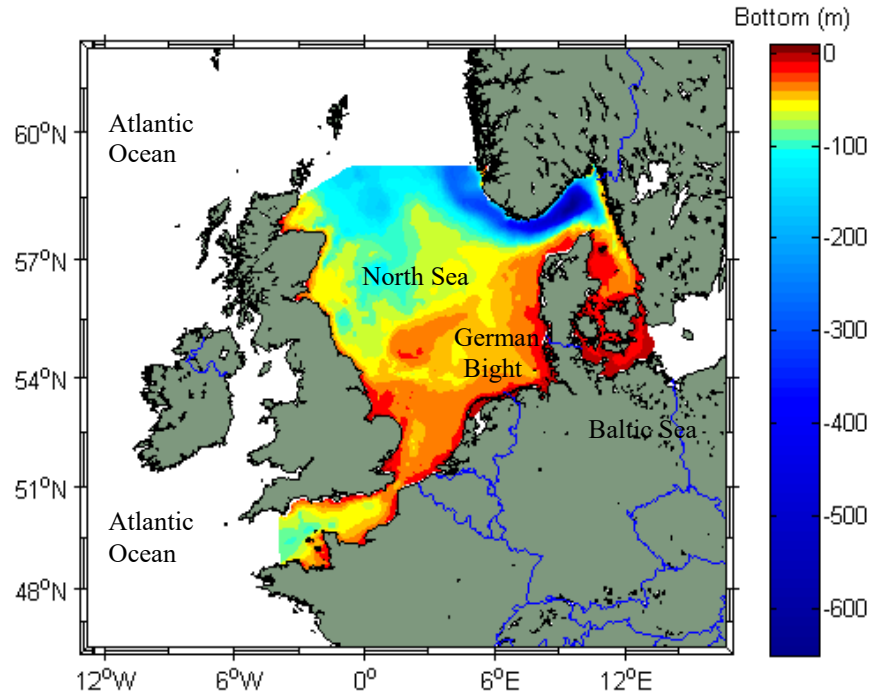 Bottom (m)
0
-100
-200
-300
-400
-500
-600
60°N
57°N
54°N
51°N
48°N
12°W
6°W
0°
6°E
12°E
Atlantic
Ocean
North Sea
German
Bight
Baltic Sea
Atlantic
Ocean